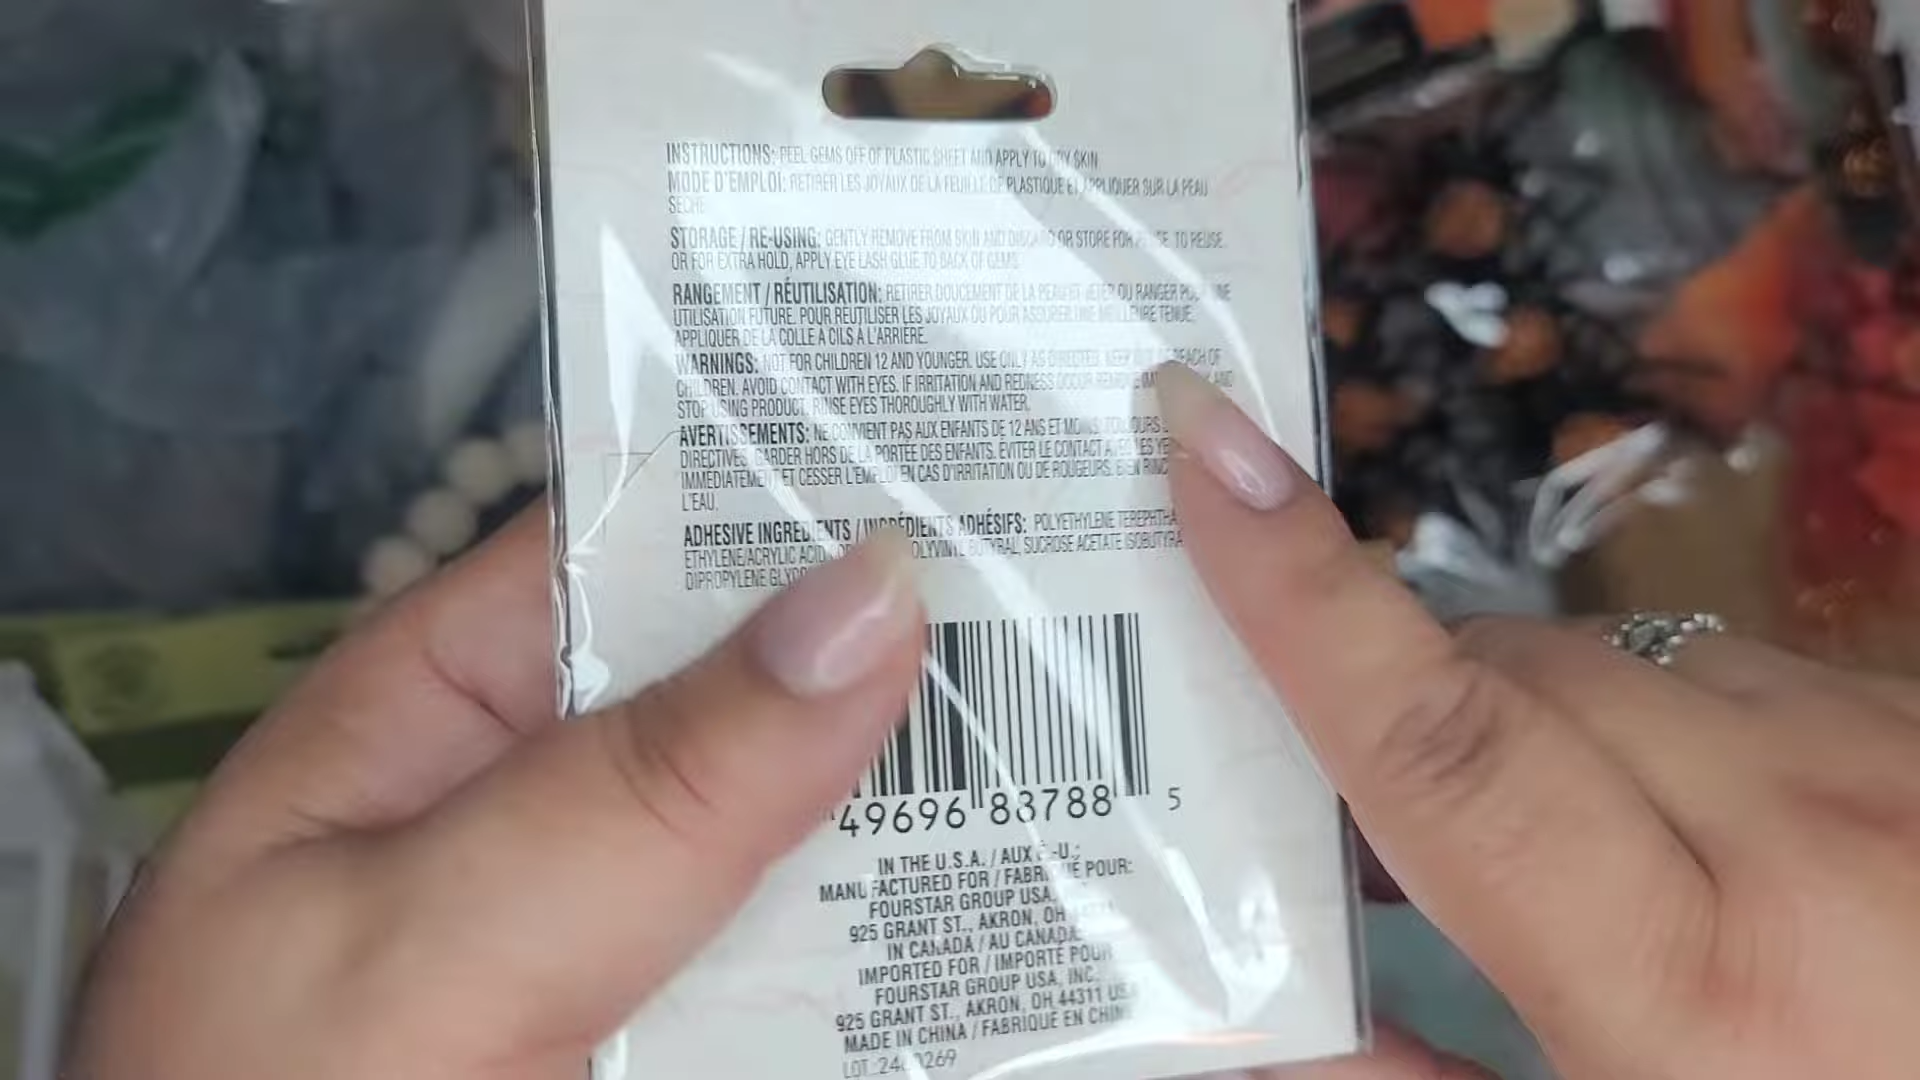 INSTRUCTIONS: PEEL GEMS OFF OF PLASTIC SHEET AND APPLY TO DRY SKIN
MODE D'EMPLOI: RETIRER LES JOYAUX DE LA FEUILLE DE PLASTIQUE ET APPLIQUER SUR LA PEAU
SECHE
STORAGE / RE-USING: GENTLY REMOVE FROM SKIN AND DISCARD OR STORE FOR TO REUSE,
OR FOR EXTRA HOLD, APPLY EYE LASH GLUE TO BACK OF GEMS
RANGEMENT / RÉUTILISATION: RETIRER DOUCEMENT DE LA PEAU ET JETER OU RANGER
UTILISATION FUTURE. POUR REUTILISER LES JOYAUX OU POUR ASSURER UNE MEILLEURE TENUE,
APPLIQUER DE LA COLLE A CILS A L'ARRIERE.
WARNINGS: NOT FOR CHILDREN 12 AND YOUNGER. USE ONLY AS DIRECTED. KEEP OUT OF REACH OF
CHILDREN. AVOID CONTACT WITH EYES. IF IRRITATION AND REDNESS OCCUR REMOVE AND
STOP USING PRODUCT. RINSE EYES THOROUGHLY WITH WATER.
AVERTISSEMENTS: NE CONVIENT PAS AUX ENFANTS DE 12 ANS ET MOINS. TOUJOURS
DIRECTIVES. GARDER HORS DE LA PORTEE DES ENFANTS. EVITER LE CONTACT AVEC LES
IMMEDIATEMENT ET CESSER L'EMPLOI EN CAS D'IRRITATION OU DE ROUGEURS. BIEN
L'EAU.
ADHESIVE INGREDIENTS / INGRÉDIENTS ADHÉSIFS: POLYETHYLENE
ETHYLENE/ACRYLIC ACID BUTYRAL, SUCROSE ACETATE
DIPROPYLENE
49696 88788 5
IN THE U.S.A. / AUX É.-U.:
MANUFACTURED FOR / FABRIQUÉ POUR:
FOURSTAR GROUP USA,
925 GRANT ST., AKRON, OH
IN CANADA / AU CANADA:
IMPORTED FOR / IMPORTÉ POUR
FOURSTAR GROUP USA, INC.
925 GRANT ST., AKRON, OH 44311 USA
MADE IN CHINA / FABRIQUÉ EN CHINE
LOT: